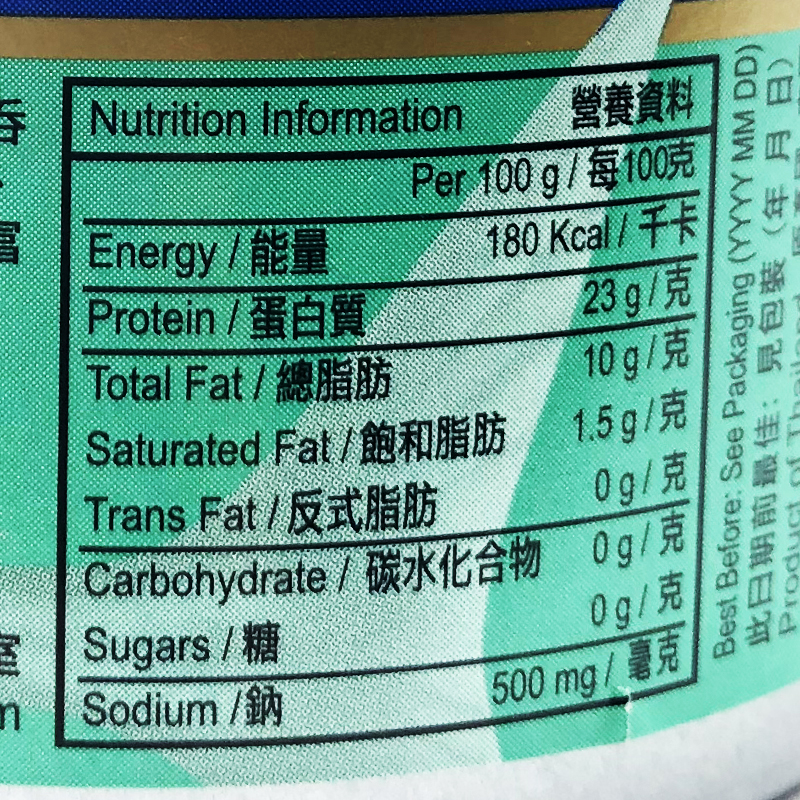 Nutrition Information 營養資料
Per 100 g / 每100克
Energy / 能量 180 Kcal / 千卡
Protein / 蛋白質 23 g / 克
Total Fat / 總脂肪 10 g / 克
Saturated Fat / 飽和脂肪 1.5 g / 克
Trans Fat / 反式脂肪 0 g / 克
Carbohydrate / 碳水化合物 0 g / 克
Sugars / 糖 0 g / 克
Sodium / 鈉 500 mg / 毫克
Best Before: See Packaging (YYYY MM DD)
此日期前最佳: 見包裝 (年 月 日)
Product of Thailand